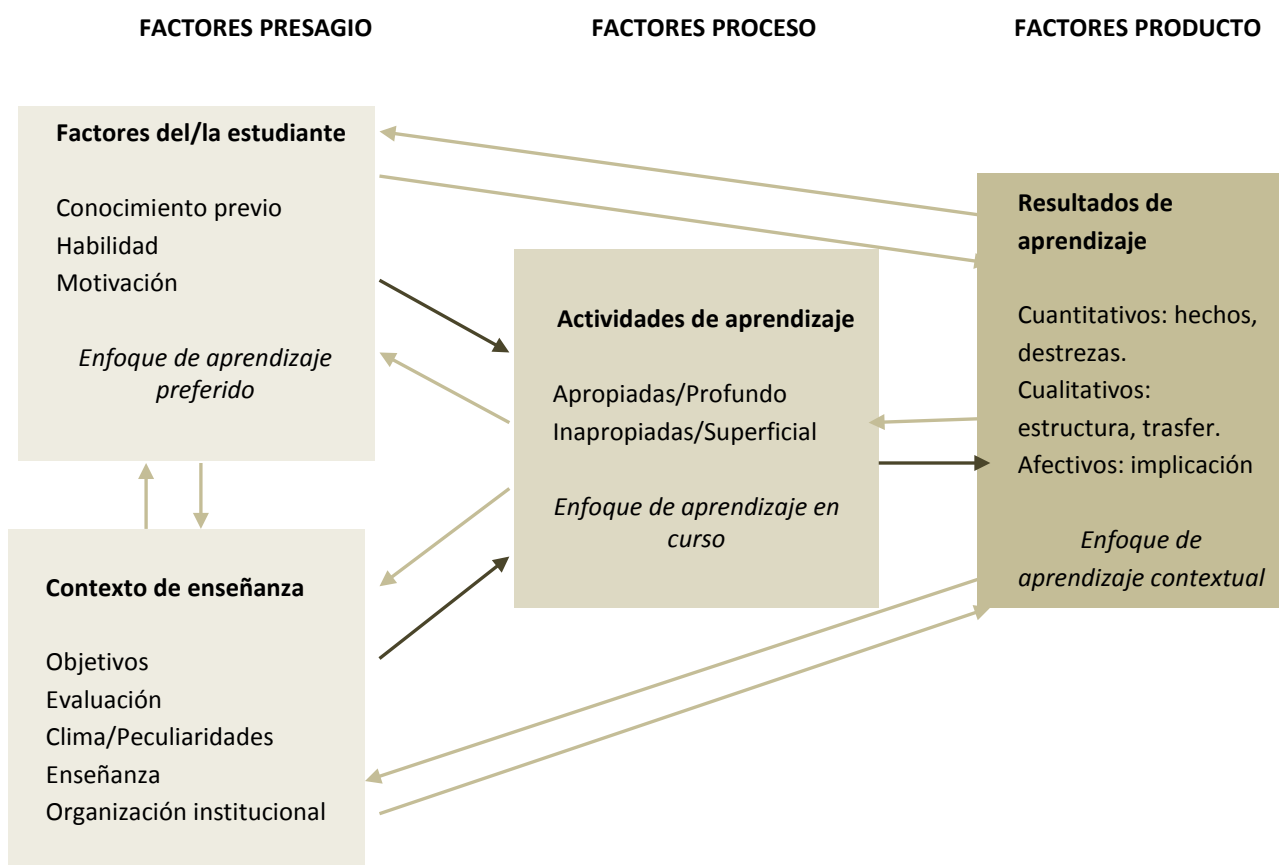 FACTORES PRESAGIO
FACTORES PROCESO
FACTORES PRODUCTO
Factores del/la estudiante
Conocimiento previo
Habilidad
Motivación
Enfoque de aprendizaje
preferido
Contexto de enseñanza
Objetivos
Evaluación
Clima/Peculiaridades
Enseñanza
Organización institucional
Actividades de aprendizaje
Apropiadas/Profundo
Inapropiadas/Superficial
Enfoque de aprendizaje en
curso
Resultados de
aprendizaje
Cuantitativos: hechos,
destrezas.
Cualitativos:
estructura, trasfer.
Afectivos: implicación
Enfoque de
aprendizaje contextual